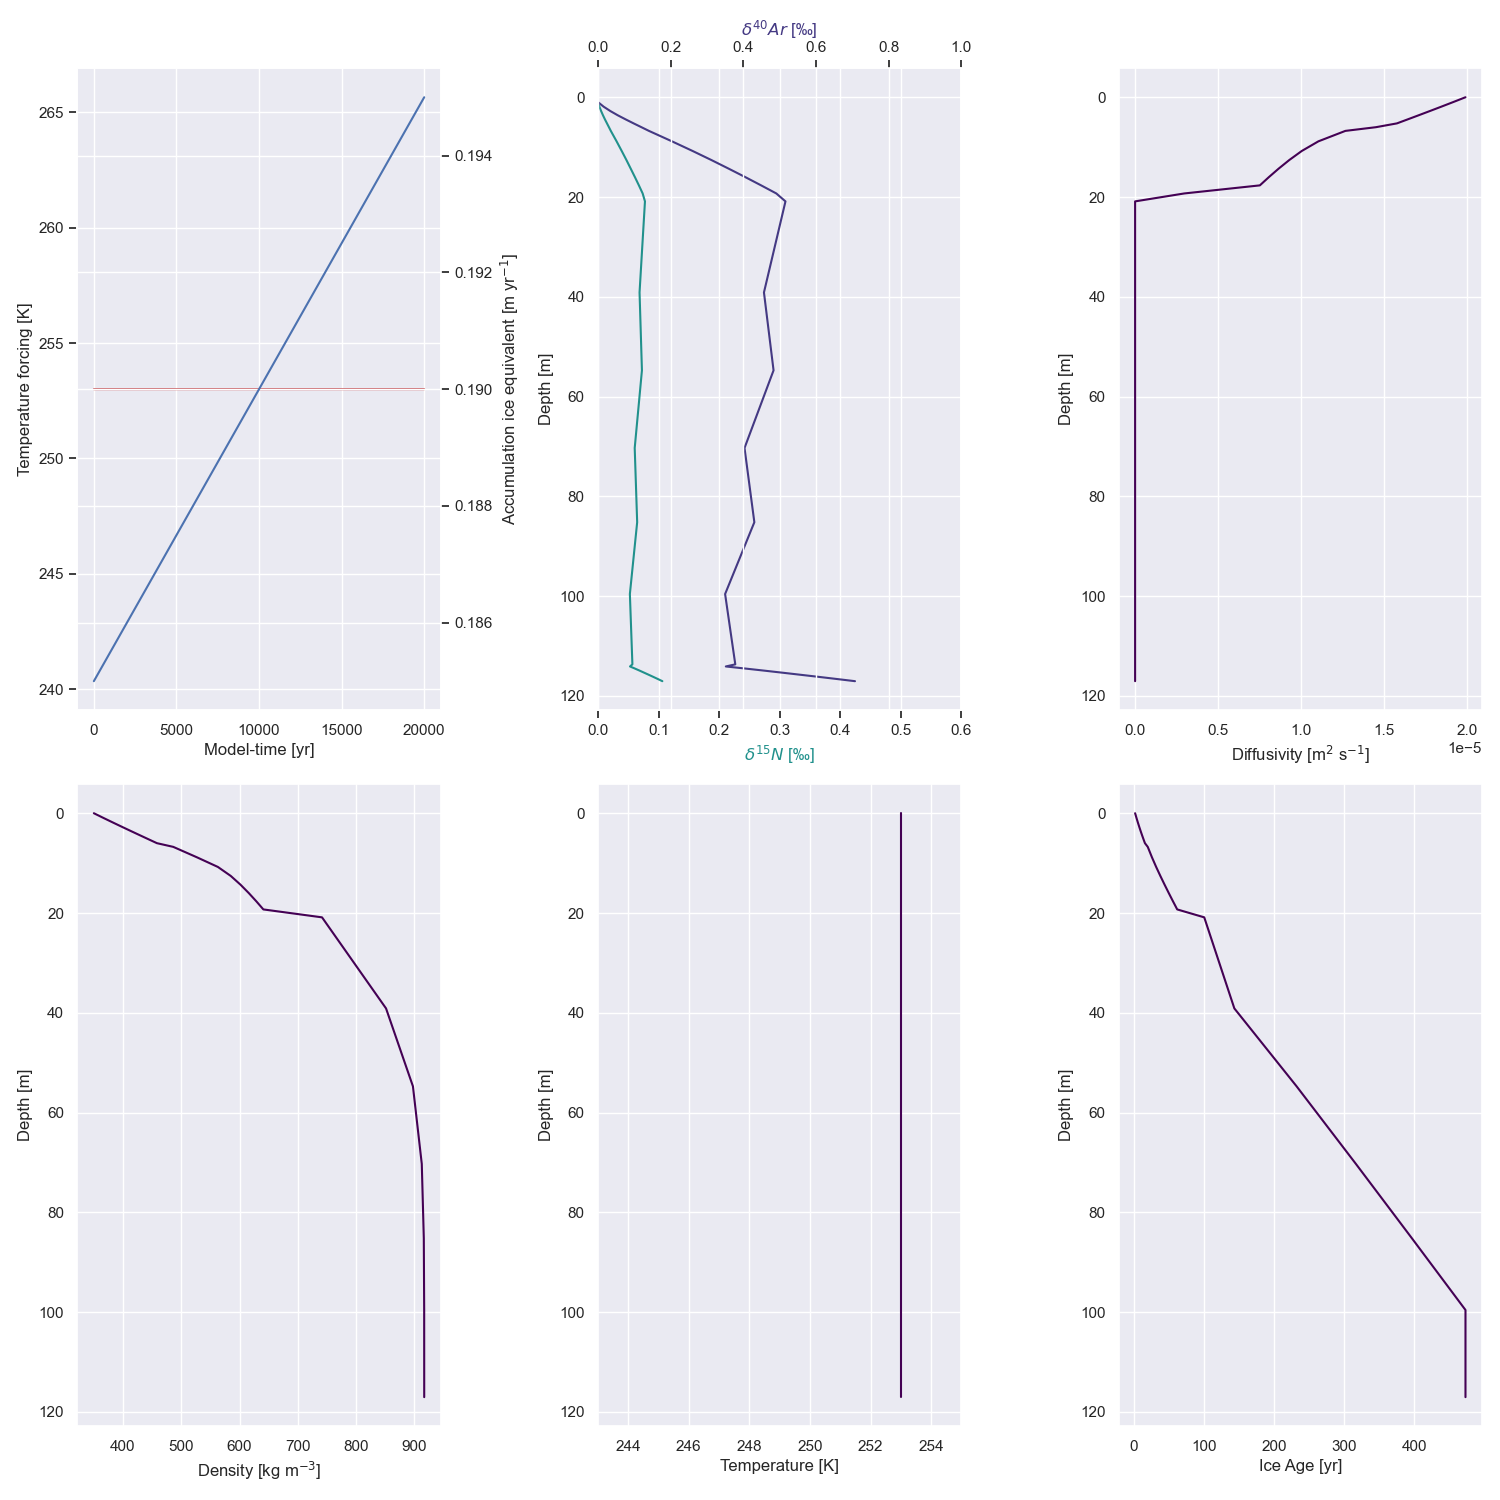 δ⁴⁰Ar [‰]
0.0 0.2 0.4 0.6 0.8 1.0
265
260
255
250
245
240
Temperature forcing [K]
0.194
0.192
0.190
0.188
0.186
Accumulation ice equivalent [m yr⁻¹]
0 5000 10000 15000 20000
Model-time [yr]
0
20
40
60
80
100
120
Depth [m]
0.0 0.1 0.2 0.3 0.4 0.5 0.6
δ¹⁵N [‰]
0
20
40
60
80
100
120
Depth [m]
0.0 0.5 1.0 1.5 2.0
1e−5
Diffusivity [m² s⁻¹]
0
20
40
60
80
100
120
Depth [m]
400 500 600 700 800 900
Density [kg m⁻³]
0
20
40
60
80
100
120
Depth [m]
244 246 248 250 252 254
Temperature [K]
0
20
40
60
80
100
120
Depth [m]
0 100 200 300 400
Ice Age [yr]